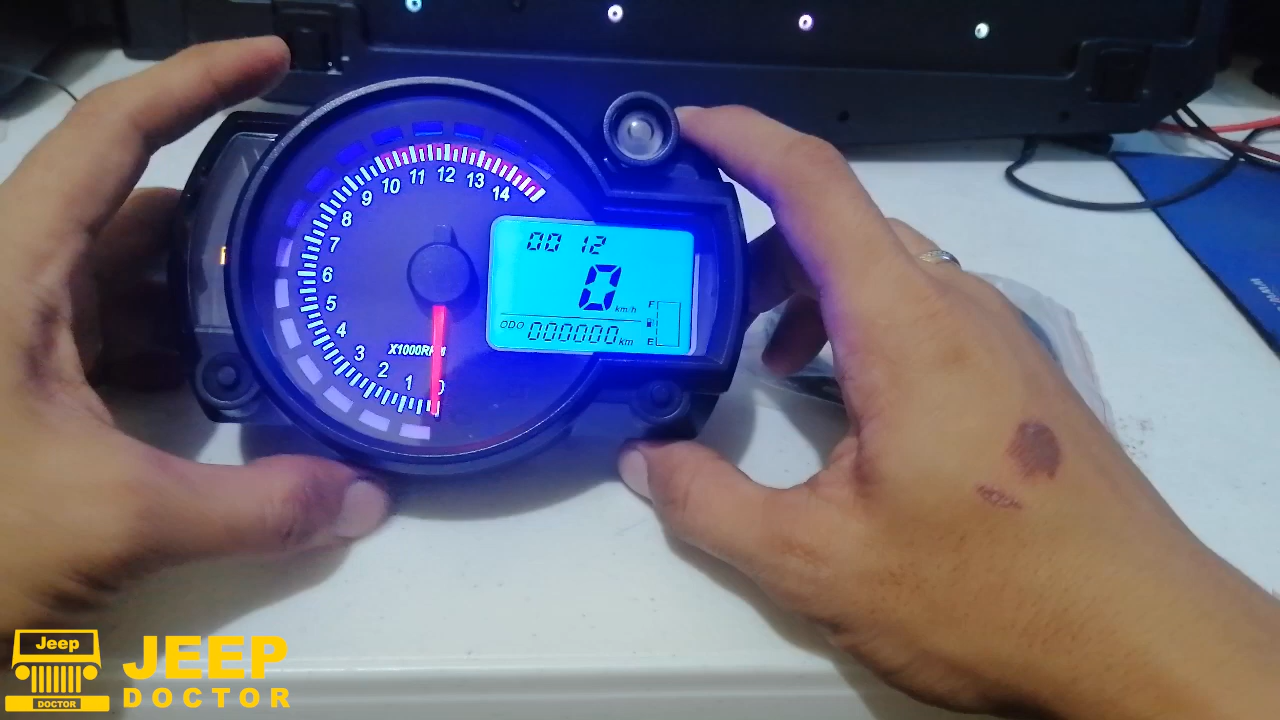 14
13
12
11
10
9
8
7
6
5
4
3
2
1
0
X1000RPM
00 12
0 km/h
ODO 000000 km
F
E
Jeep
DOCTOR
JEEP
DOCTOR